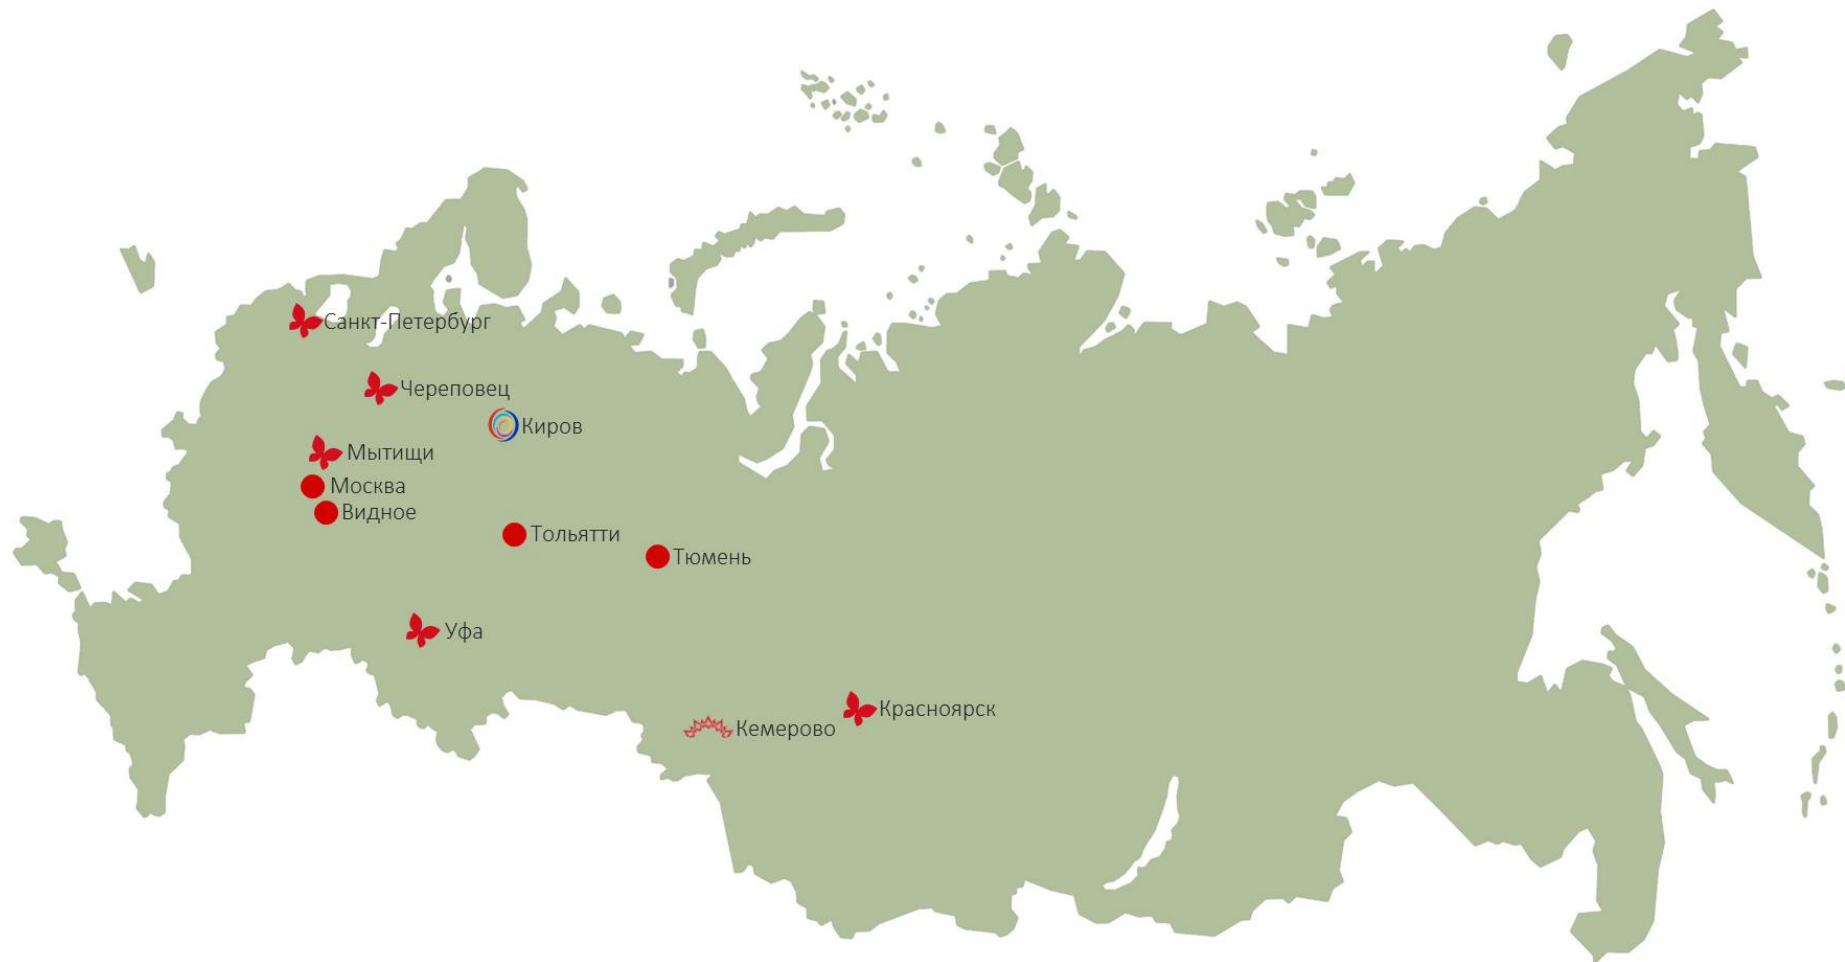 Санкт-Петербург
Череповец
Киров
Мытищи
Москва
Видное
Тольятти
Тюмень
Уфа
Красноярск
Кемерово